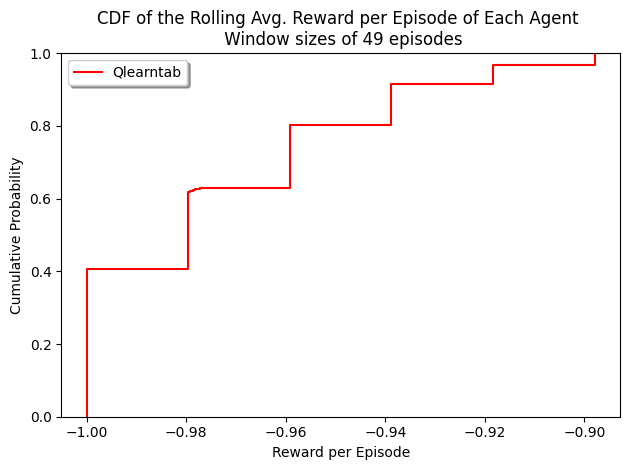 CDF of the Rolling Avg. Reward per Episode of Each Agent
Window sizes of 49 episodes
Qlearntab
1.0
0.8
0.6
0.4
0.2
0.0
Cumulative Probability
−1.00 −0.98 −0.96 −0.94 −0.92 −0.90
Reward per Episode